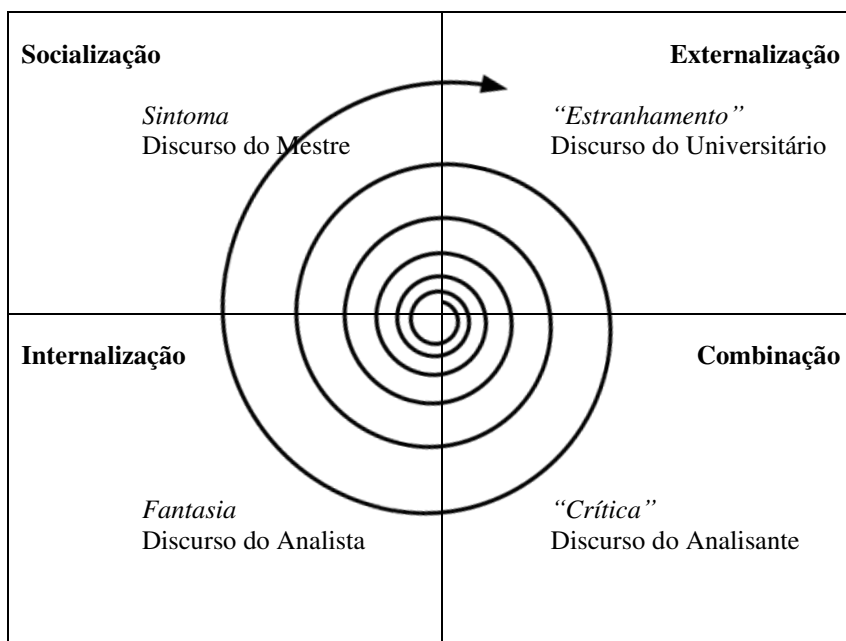 Socialização
Externalização
Sintoma
Discurso do Mestre
“Estranhamento”
Discurso do Universitário
Internalização
Combinação
Fantasia
Discurso do Analista
“Crítica”
Discurso do Analisante